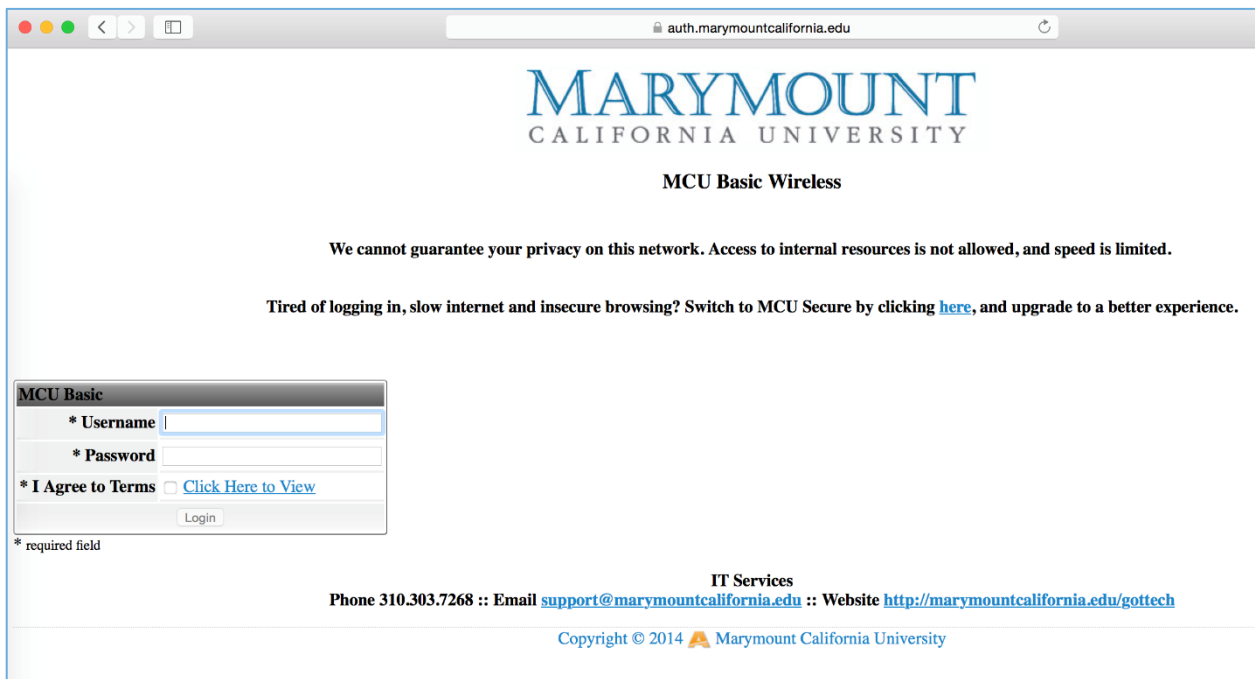 auth.marymountcalifornia.edu
MARYMOUNT
CALIFORNIA UNIVERSITY
MCU Basic Wireless
We cannot guarantee your privacy on this network. Access to internal resources is not allowed, and speed is limited.
Tired of logging in, slow internet and insecure browsing? Switch to MCU Secure by clicking here, and upgrade to a better experience.
MCU Basic
* Username
* Password
* I Agree to Terms Click Here to View
Login
* required field
IT Services
Phone 310.303.7268 :: Email support@marymountcalifornia.edu :: Website http://marymountcalifornia.edu/gottech
Copyright © 2014 Marymount California University